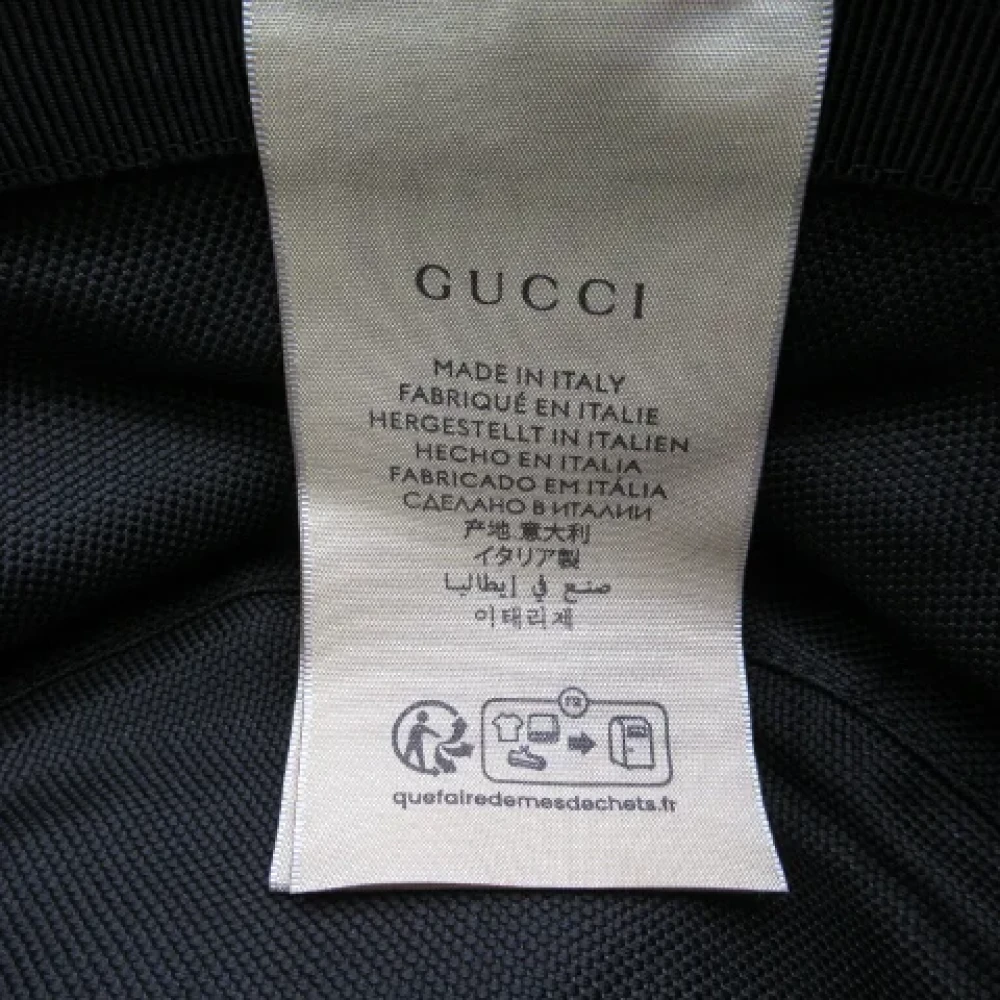 GUCCI
MADE IN ITALY
FABRIQUÉ EN ITALIE
HERGESTELLT IN ITALIEN
HECHO EN ITALIA
FABRICADO EM ITÁLIA
СДЕЛАНО В ИТАЛИИ
产地 意大利
イタリア製
صنع في إيطاليا
이태리제
FR
quefairedemesdechets.fr